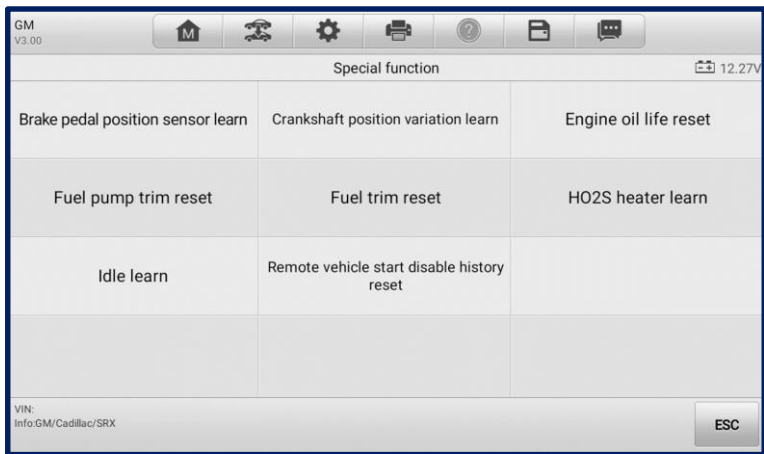 GM
V3.00
M
Special function
12.27V
Brake pedal position sensor learn
Crankshaft position variation learn
Engine oil life reset
Fuel pump trim reset
Fuel trim reset
HO2S heater learn
Idle learn
Remote vehicle start disable history
reset
VIN:
Info:GM/Cadillac/SRX
ESC